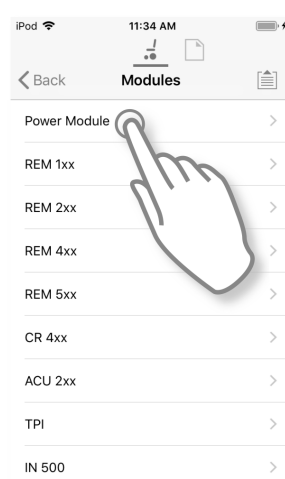 iPod 11:34 AM
Back Modules
Power Module
REM 1xx
REM 2xx
REM 4xx
REM 5xx
CR 4xx
ACU 2xx
TPI
IN 500